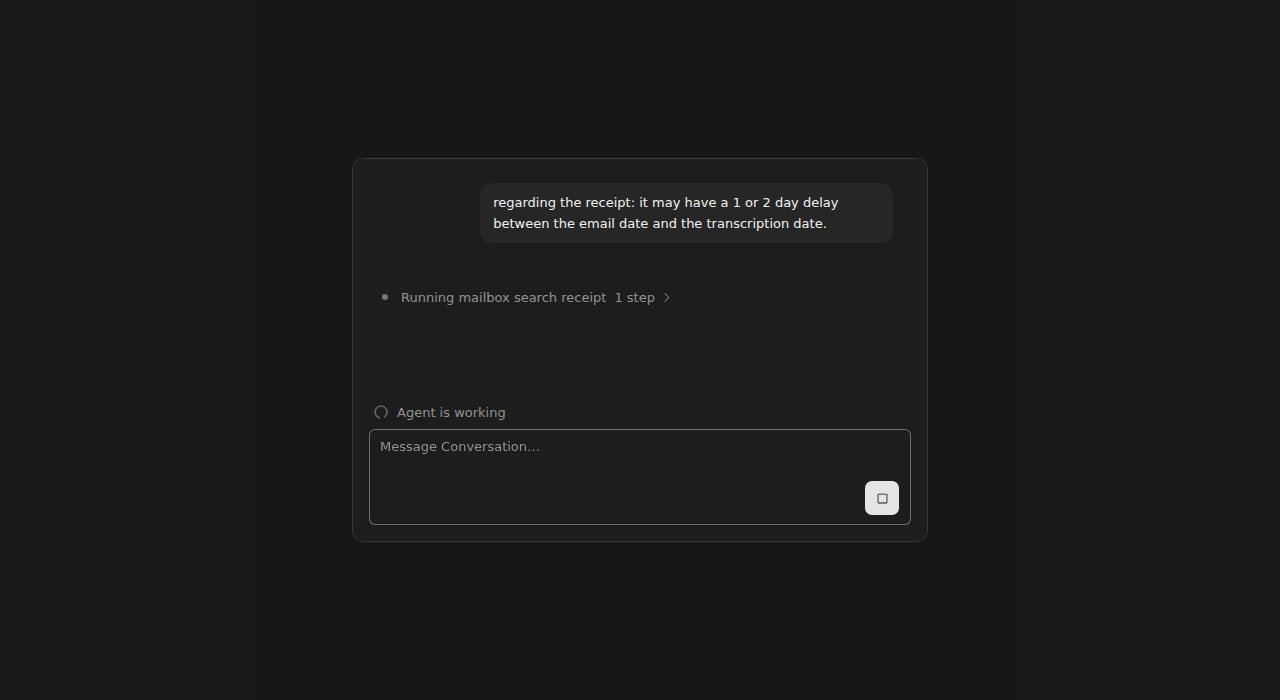 regarding the receipt: it may have a 1 or 2 day delay
between the email date and the transcription date.
Running mailbox search receipt 1 step
Agent is working
Message Conversation…